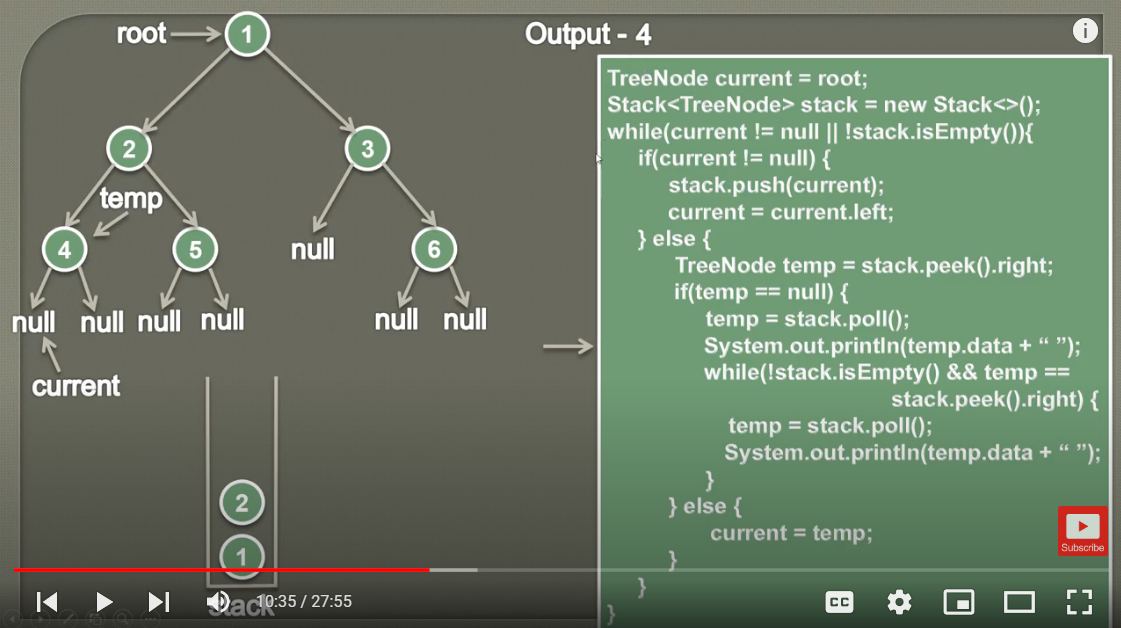 root
1
Output - 4
i
2
3
temp
4
5
null
6
null
null
null
null
null
null
current
2
1
stack
TreeNode current = root;
Stack<TreeNode> stack = new Stack<>();
while(current != null || !stack.isEmpty()){
if(current != null) {
stack.push(current);
current = current.left;
} else {
TreeNode temp = stack.peek().right;
if(temp == null) {
temp = stack.poll();
System.out.println(temp.data + “ ”);
while(!stack.isEmpty() && temp ==
stack.peek().right) {
temp = stack.poll();
System.out.println(temp.data + “ ”);
}
} else {
current = temp;
}
}
}
Subscribe
10:35 / 27:55
CC